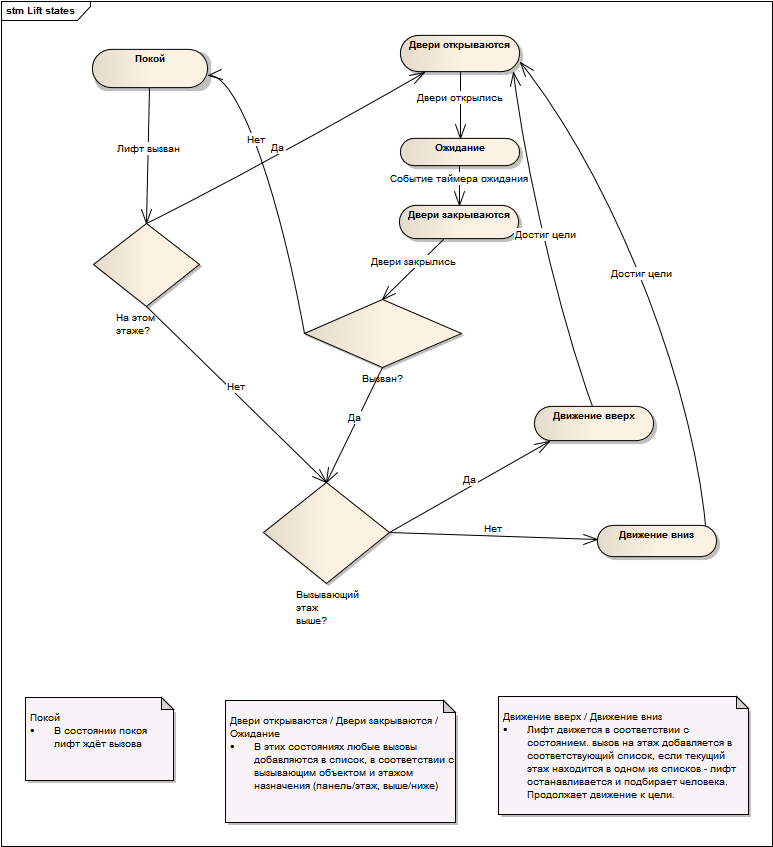 stm Lift states
Покой
Двери открываются
Двери открылись
Лифт вызван
Нет
Да
Ожидание
Событие таймера ожидания
Двери закрываются
Достиг цели
Двери закрылись
Достиг цели
На этом
этаже?
Вызван?
Нет
Да
Движение вверх
Да
Нет
Движение вниз
Вызывающий
этаж
выше?
Покой
• В состоянии покоя
лифт ждёт вызова
Двери открываются / Двери закрываются /
Ожидание
• В этих состояниях любые вызовы
добавляются в список, в соответствии с
вызывающим объектом и этажом
назначения (панель/этаж, выше/ниже)
Движение вверх / Движение вниз
• Лифт движется в соответствии с
состоянием. вызов на этаж добавляется в
соответствующий список, если текущий
этаж находится в одном из списков - лифт
останавливается и подбирает человека.
Продолжает движение к цели.